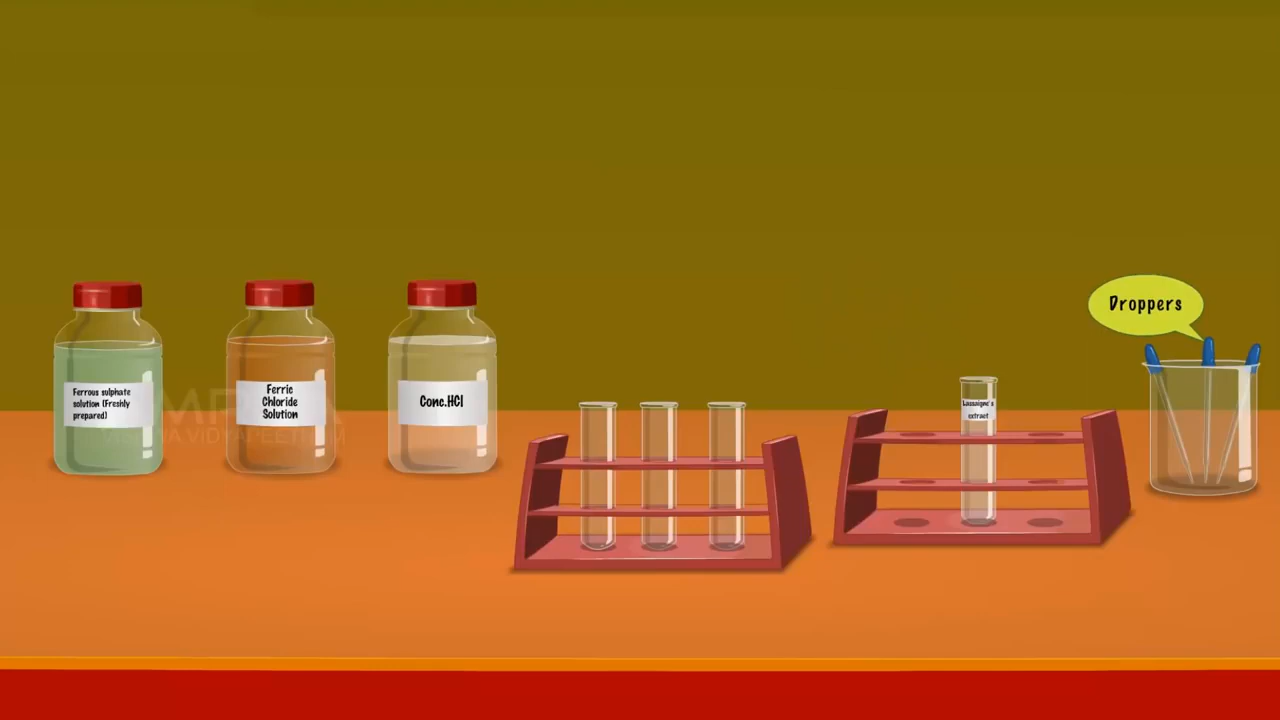 Ferrous sulphate
solution (Freshly
prepared)
Ferric
Chloride
Solution
Conc.HCl
Lassaigne's
extract
Droppers